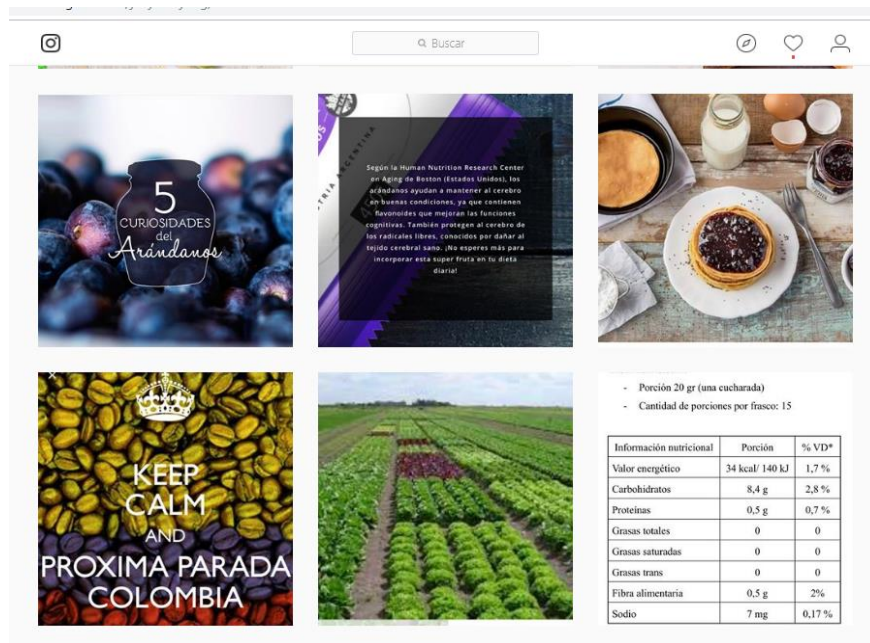 Buscar
5
CURIOSIDADES
del
Arándanos
Según la Human Nutrition Research Center
en Aging de Boston (Estados Unidos), los
arándanos ayudan a mantener al cerebro
en buenas condiciones, ya que contienen
flavonoides que mejoran las funciones
cognitivas. También protegen al cerebro de
los radicales libres, conocidos por dañar al
tejido cerebral sano. ¡No esperes más para
incorporar esta super fruta en tu dieta
diaria!
KEEP
CALM
AND
PROXIMA PARADA
COLOMBIA
- Porción 20 gr (una cucharada)
- Cantidad de porciones por frasco: 15
Información nutricional Porción % VD*
Valor energético 34 kcal/ 140 kJ 1,7 %
Carbohidratos 8,4 g 2,8 %
Proteínas 0,5 g 0,7 %
Grasas totales 0 0
Grasas saturadas 0 0
Grasas trans 0 0
Fibra alimentaria 0,5 g 2%
Sodio 7 mg 0,17 %